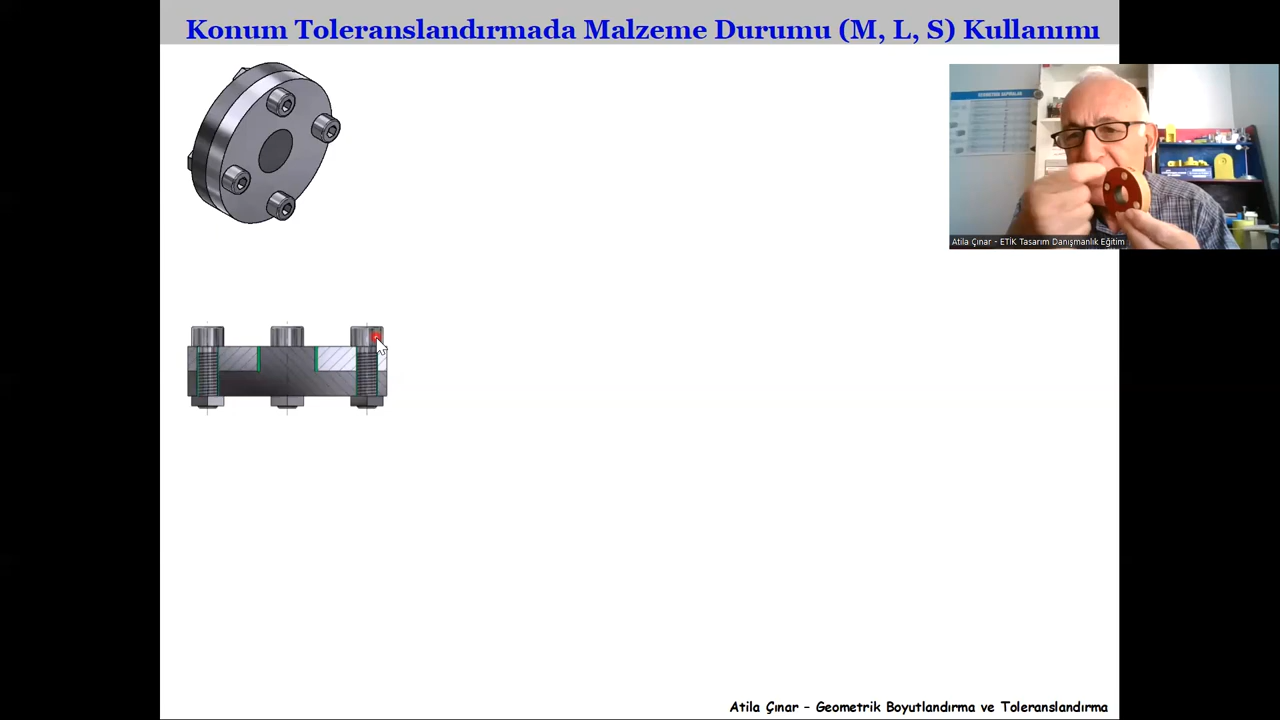 Konum Toleranslandırmada Malzeme Durumu (M, L, S) Kullanımı
Atila Çınar - ETİK Tasarım Danışmanlık Eğitim
Atila Çınar – Geometrik Boyutlandırma ve Toleranslandırma